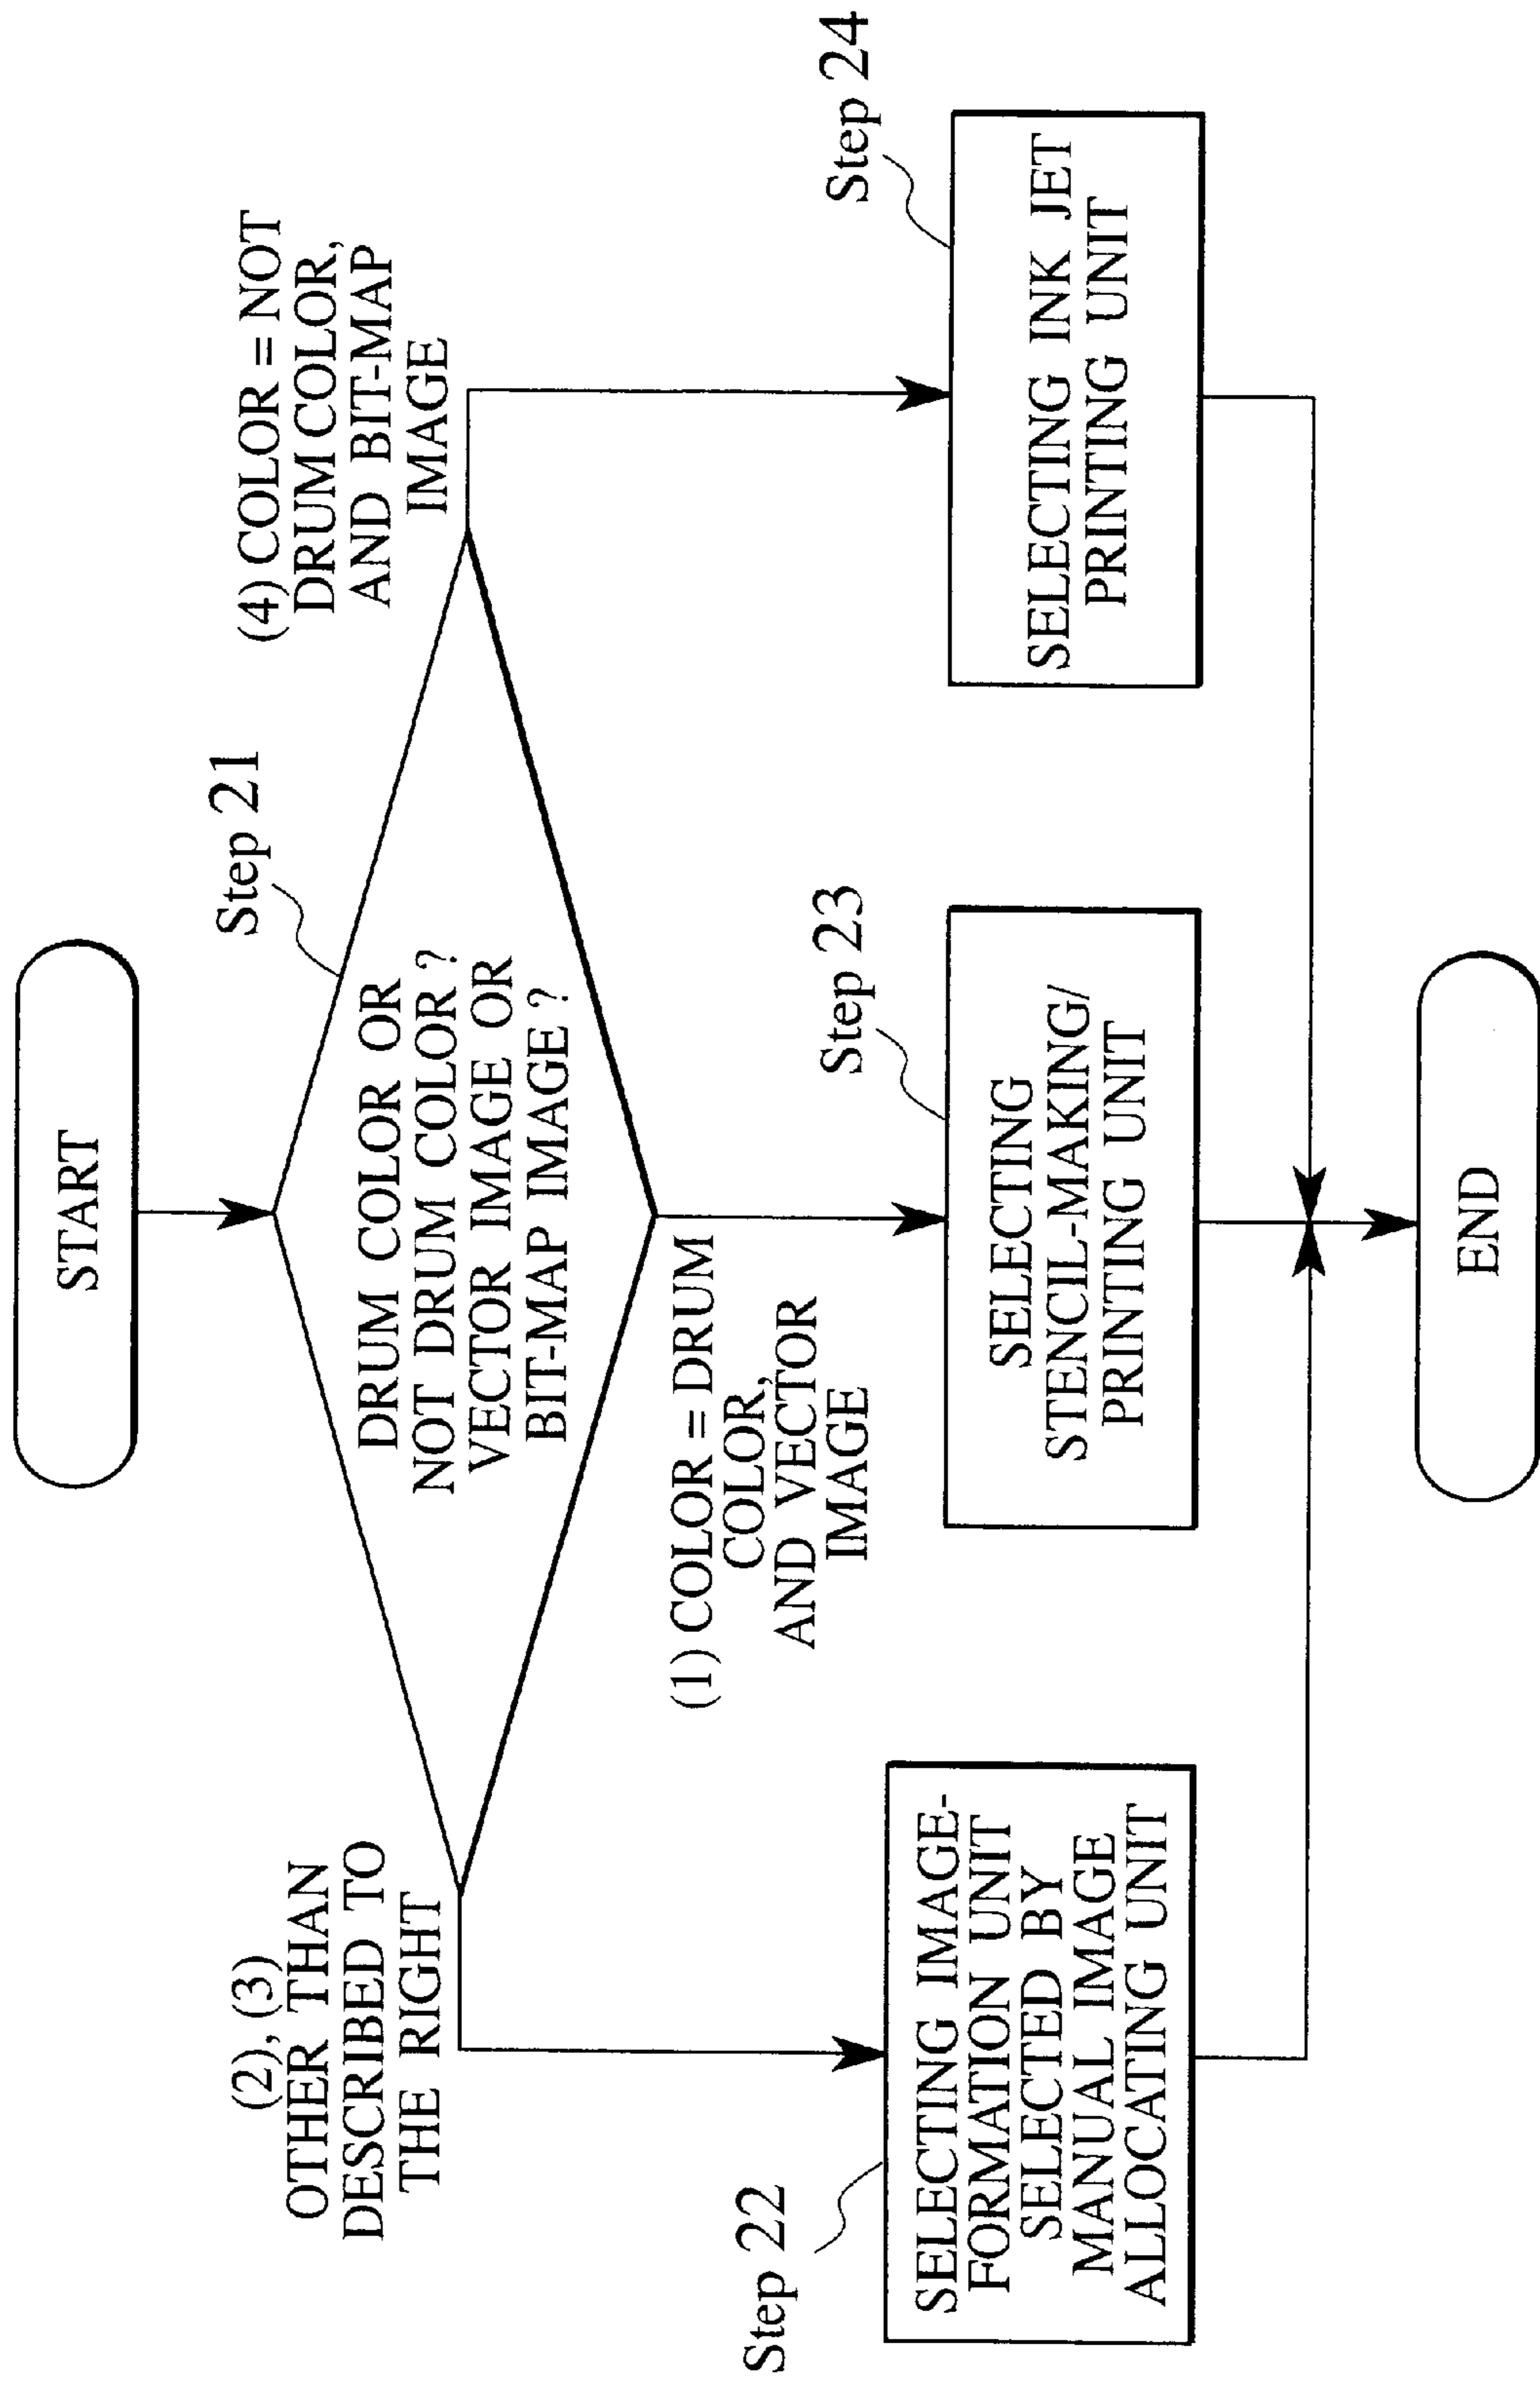 START
Step 21
DRUM COLOR OR
NOT DRUM COLOR ?
VECTOR IMAGE OR
BIT-MAP IMAGE ?
(2), (3)
OTHER THAN
DESCRIBED TO
THE RIGHT
(1) COLOR = DRUM
COLOR,
AND VECTOR
IMAGE
(4) COLOR = NOT
DRUM COLOR,
AND BIT-MAP
IMAGE
Step 22
SELECTING IMAGE-
FORMATION UNIT
SELECTED BY
MANUAL IMAGE
ALLOCATING UNIT
Step 23
SELECTING
STENCIL-MAKING/
PRINTING UNIT
Step 24
SELECTING INK JET
PRINTING UNIT
END